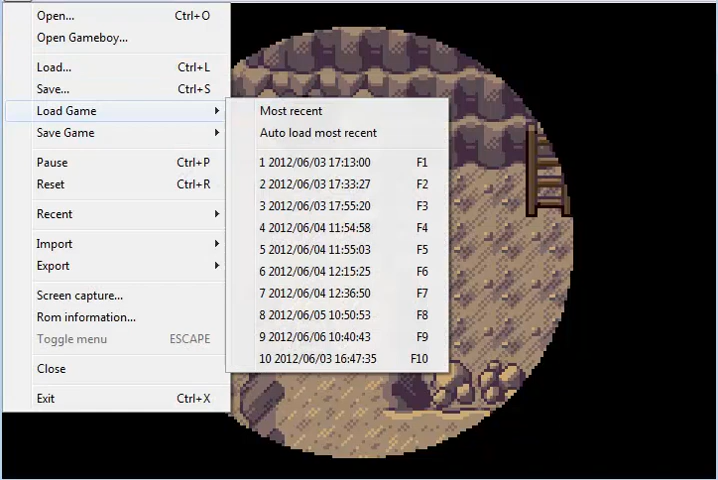 Open... Ctrl+O
Open Gameboy...
Load... Ctrl+L
Save... Ctrl+S
Load Game
Save Game
Pause Ctrl+P
Reset Ctrl+R
Recent
Import
Export
Screen capture...
Rom information...
Toggle menu ESCAPE
Close
Exit Ctrl+X
Most recent
Auto load most recent
1 2012/06/03 17:13:00 F1
2 2012/06/03 17:33:27 F2
3 2012/06/03 17:55:20 F3
4 2012/06/04 11:54:58 F4
5 2012/06/04 11:55:03 F5
6 2012/06/04 12:15:25 F6
7 2012/06/04 12:36:50 F7
8 2012/06/05 10:50:53 F8
9 2012/06/06 10:40:43 F9
10 2012/06/03 16:47:35 F10